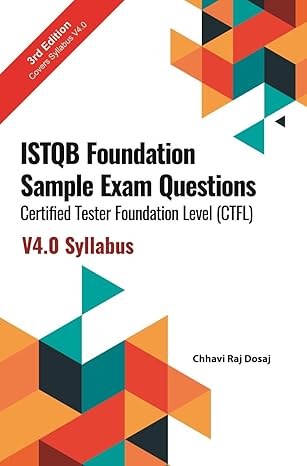 3rd Edition
Covers Syllabus V4.0
ISTQB Foundation
Sample Exam Questions
Certified Tester Foundation Level (CTFL)
V4.0 Syllabus
Chhavi Raj Dosaj